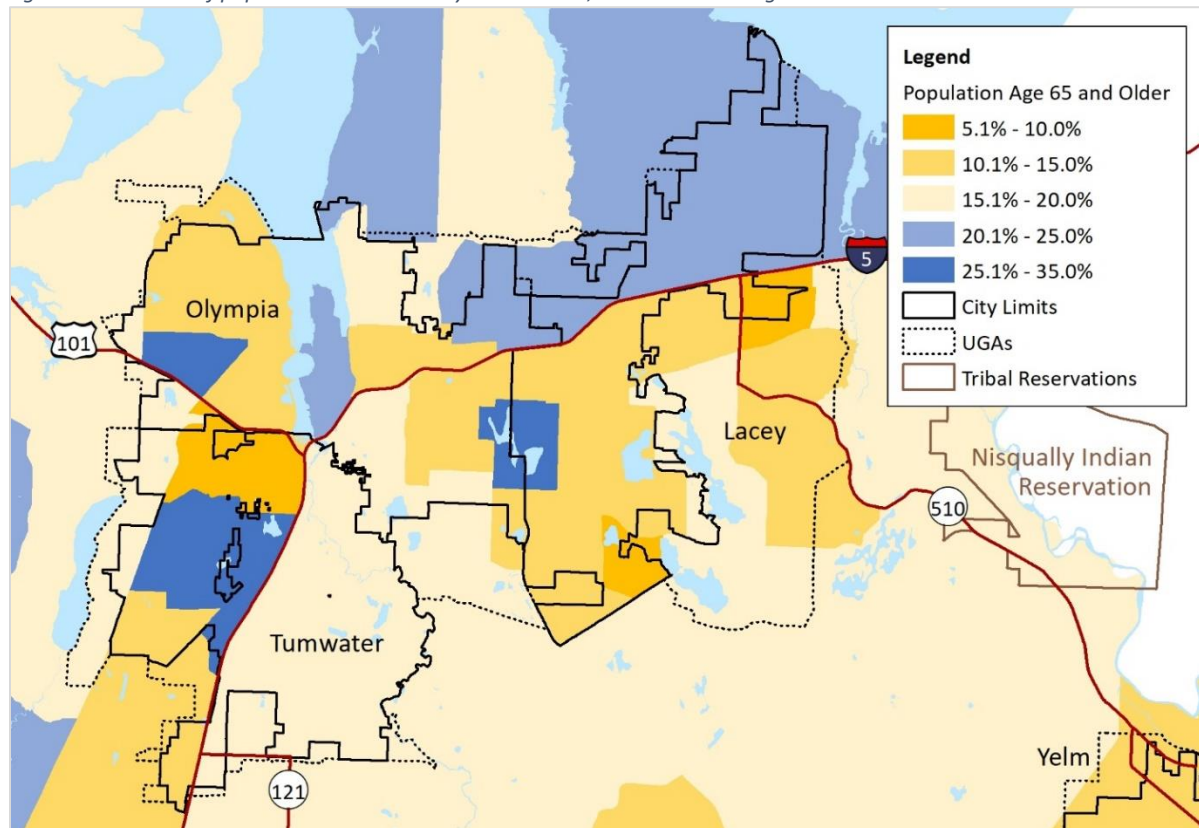 Legend
Population Age 65 and Older
5.1% - 10.0%
10.1% - 15.0%
15.1% - 20.0%
20.1% - 25.0%
25.1% - 35.0%
City Limits
UGAs
Tribal Reservations
5
Olympia
101
Lacey
Nisqually Indian
Reservation
510
Tumwater
Yelm
121